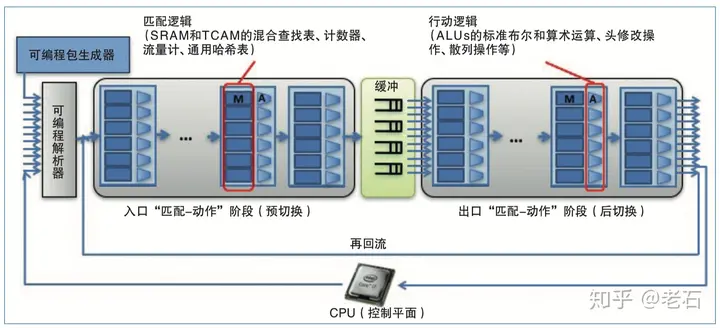 匹配逻辑
(SRAM和TCAM的混合查找表、计数器、
流量计、通用哈希表)
行动逻辑
(ALUs的标准布尔和算术运算、头修改操
作、散列操作等)
可编程包生成器
可编程解析器
M
A
...
缓冲
...
M
A
入口“匹配-动作”阶段(预切换)
出口“匹配-动作”阶段(后切换)
再回流
intel
CPU(控制平面)
知乎 @老石